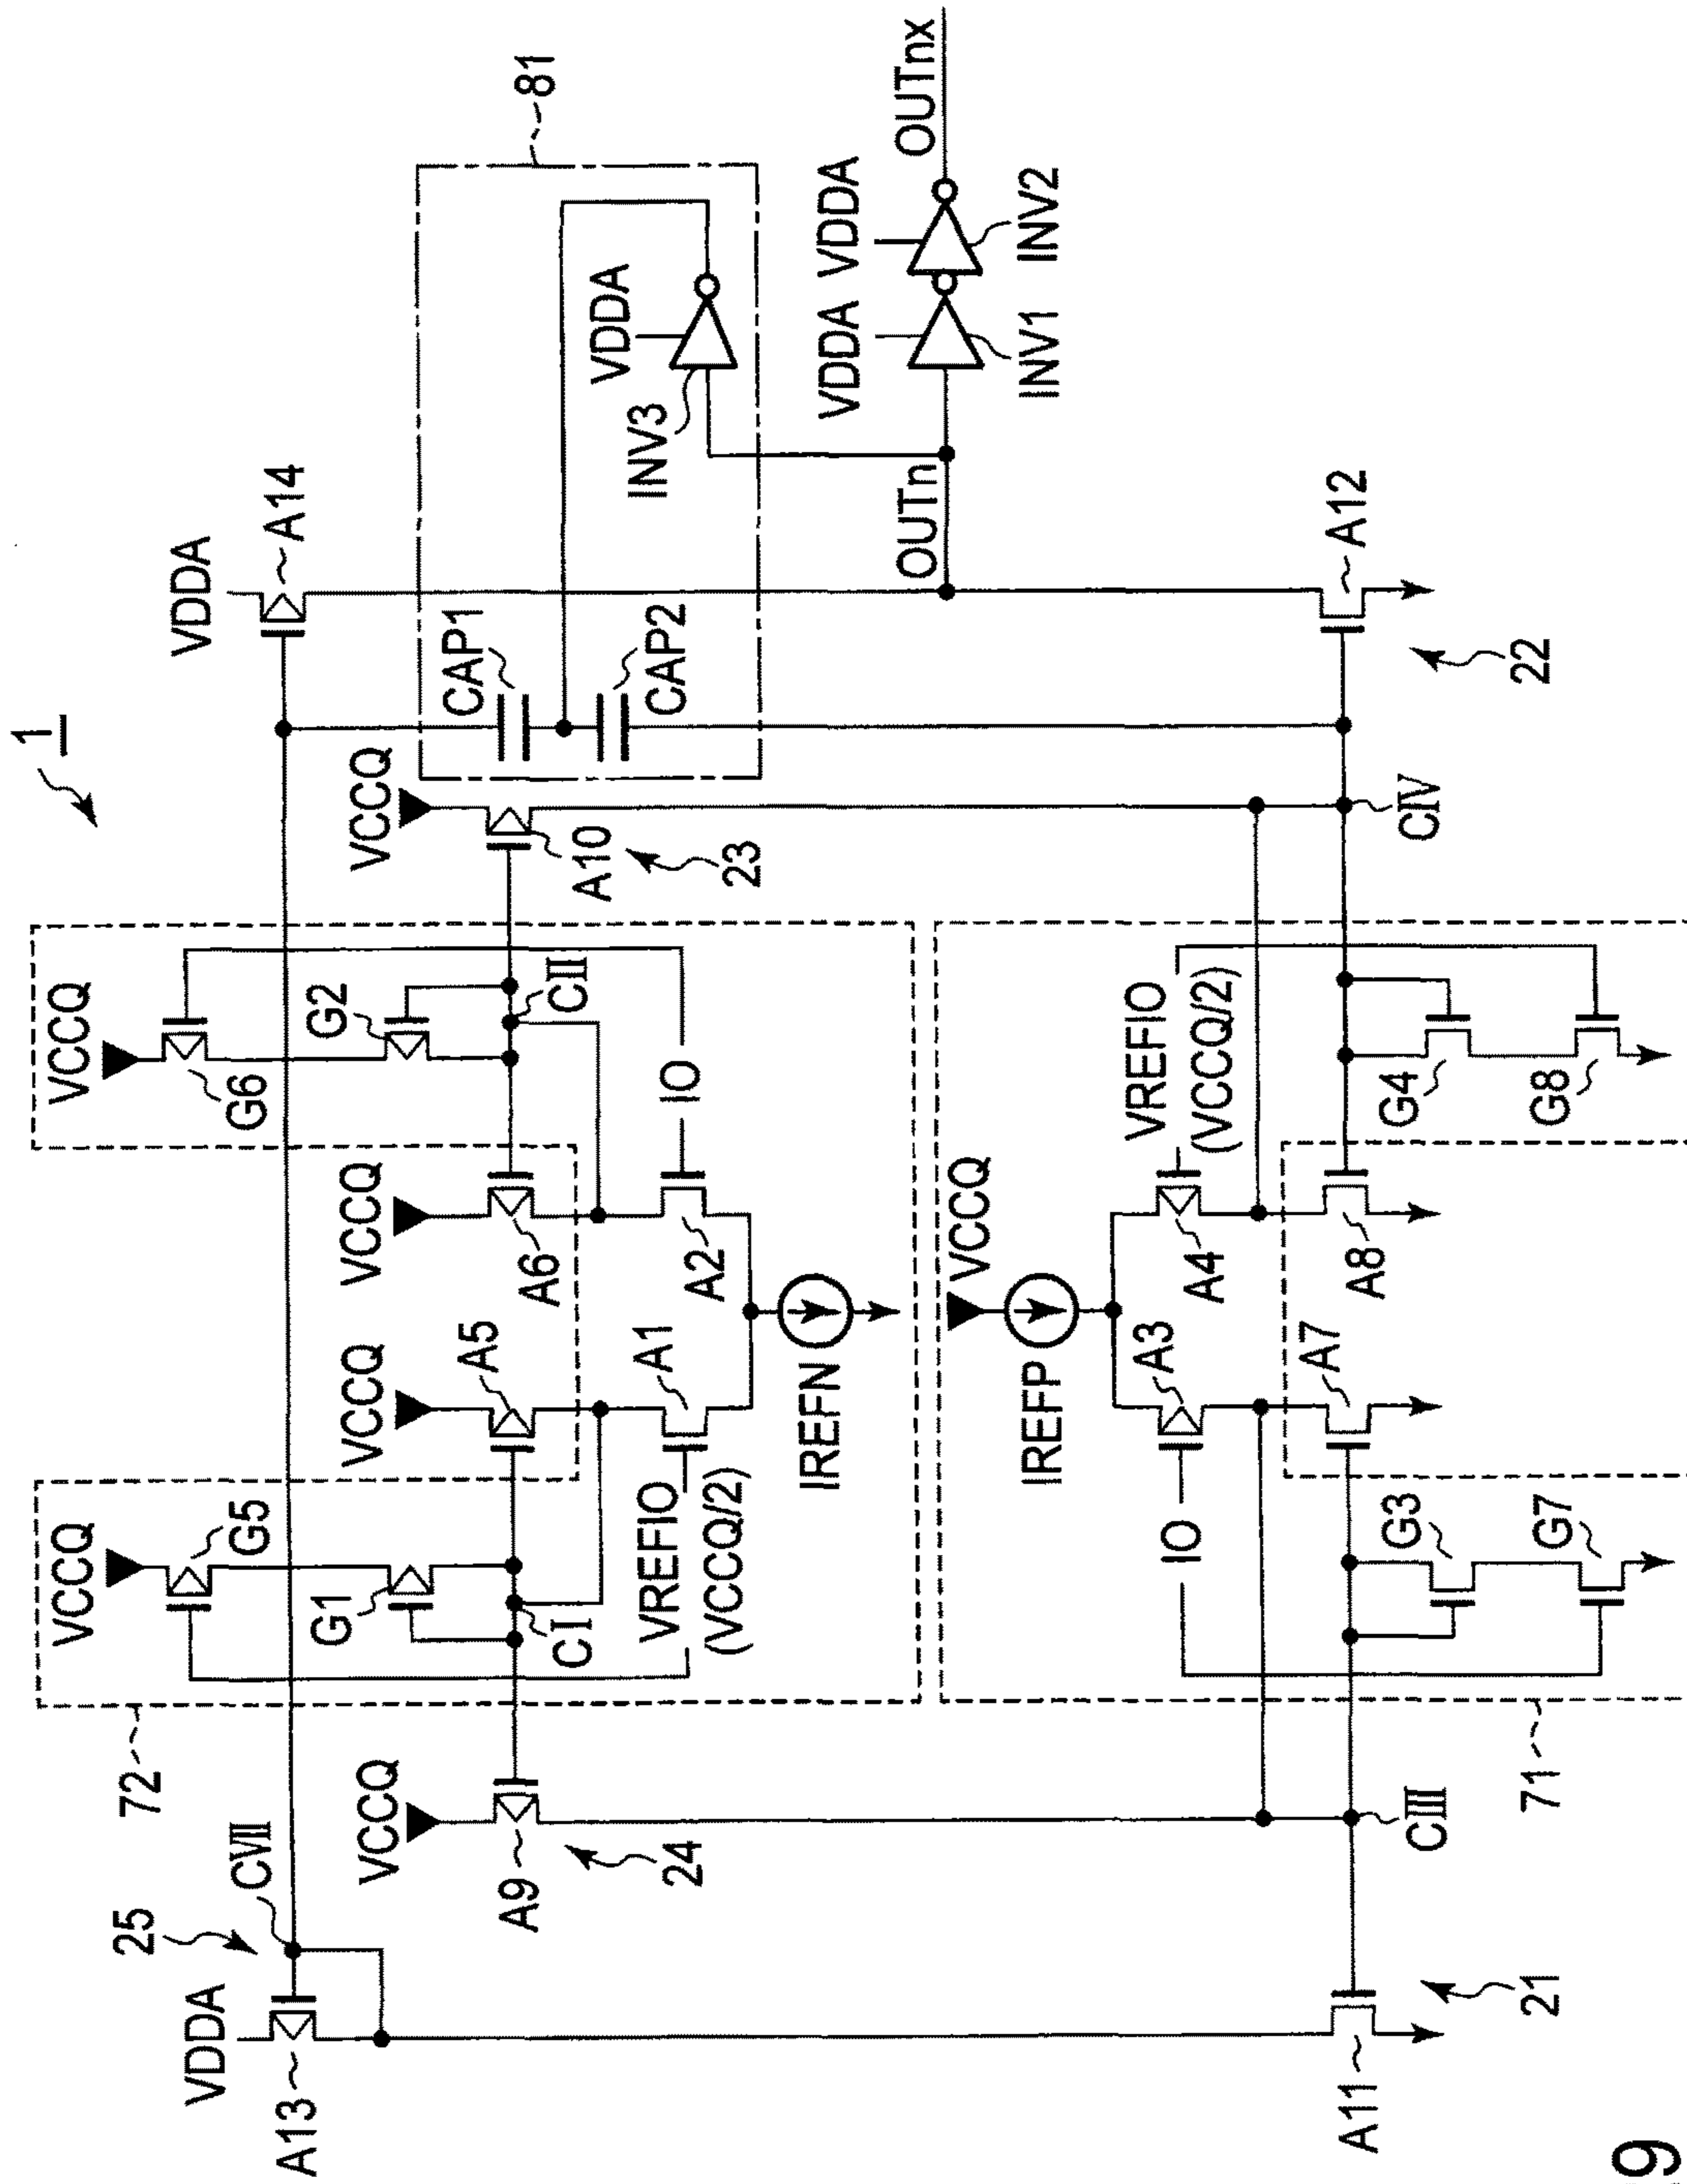 1
VDDA
A14
81
VCCQ
CAP1
CAP2
VDDA
INV3
VDDA
VDDA
OUTnx
OUTn
INV1
INV2
A12
22
VCCQ
A10
23
CⅣ
VCCQ
G6
G2
CⅡ
VCCQ
A6
IO
A2
VCCQ
A5
A1
IREFN
VCCQ
G5
G1
CⅠ
VREFIO
(VCCQ/2)
72
VREFIO
(VCCQ/2)
G4
G8
VCCQ
A4
A8
IREFP
A3
A7
IO
G3
G7
71
25
CⅦ
VCCQ
A9
24
CⅢ
VDDA
A13
21
A11
9